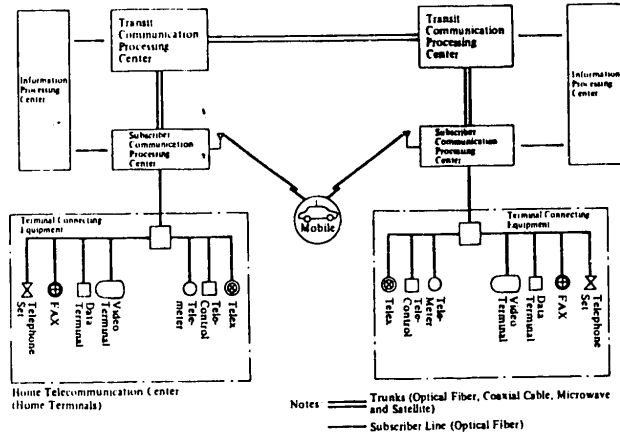 Transit
Communication
Processing
Center
Transit
Communication
Processing
Center
Information
Processing
Center
Information
Processing
Center
Subscriber
Communication
Processing
Center
Subscriber
Communication
Processing
Center
Mobile
Terminal Connecting
Equipment
Telephone
Set
FAX
Data
Terminal
Video
Terminal
Tele-
meter
Tele-
Control
Telex
Terminal Connecting
Equipment
Telex
Tele-
Control
Tele-
Meter
Video
Terminal
Data
Terminal
FAX
Telephone
Set
Home Telecommunication Center
(Home Terminals)
Notes
Trunks (Optical Fiber, Coaxial Cable, Microwave
and Satellite)
Subscriber Line (Optical Fiber)